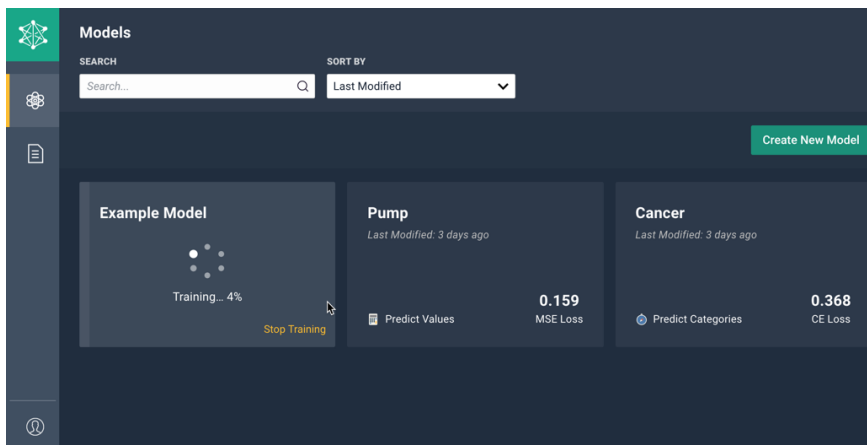 Models
SEARCH
SORT BY
Search...
Last Modified
Create New Model
Example Model
Training... 4%
Stop Training
Pump
Last Modified: 3 days ago
Predict Values
0.159
MSE Loss
Cancer
Last Modified: 3 days ago
Predict Categories
0.368
CE Loss